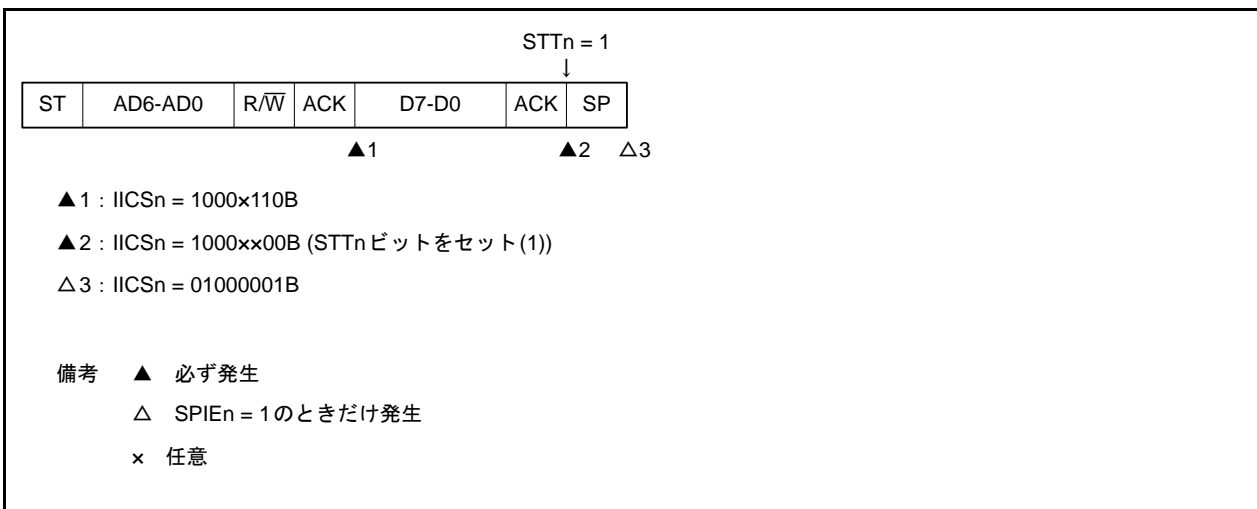 STTn = 1
↓
ST AD6-AD0 R/W̅ ACK D7-D0 ACK SP
▲1 ▲2 △3
▲1：IICSn = 1000×110B
▲2：IICSn = 1000××00B (STTnビットをセット(1))
△3：IICSn = 01000001B
備考 ▲ 必ず発生
△ SPIEn = 1のときだけ発生
× 任意